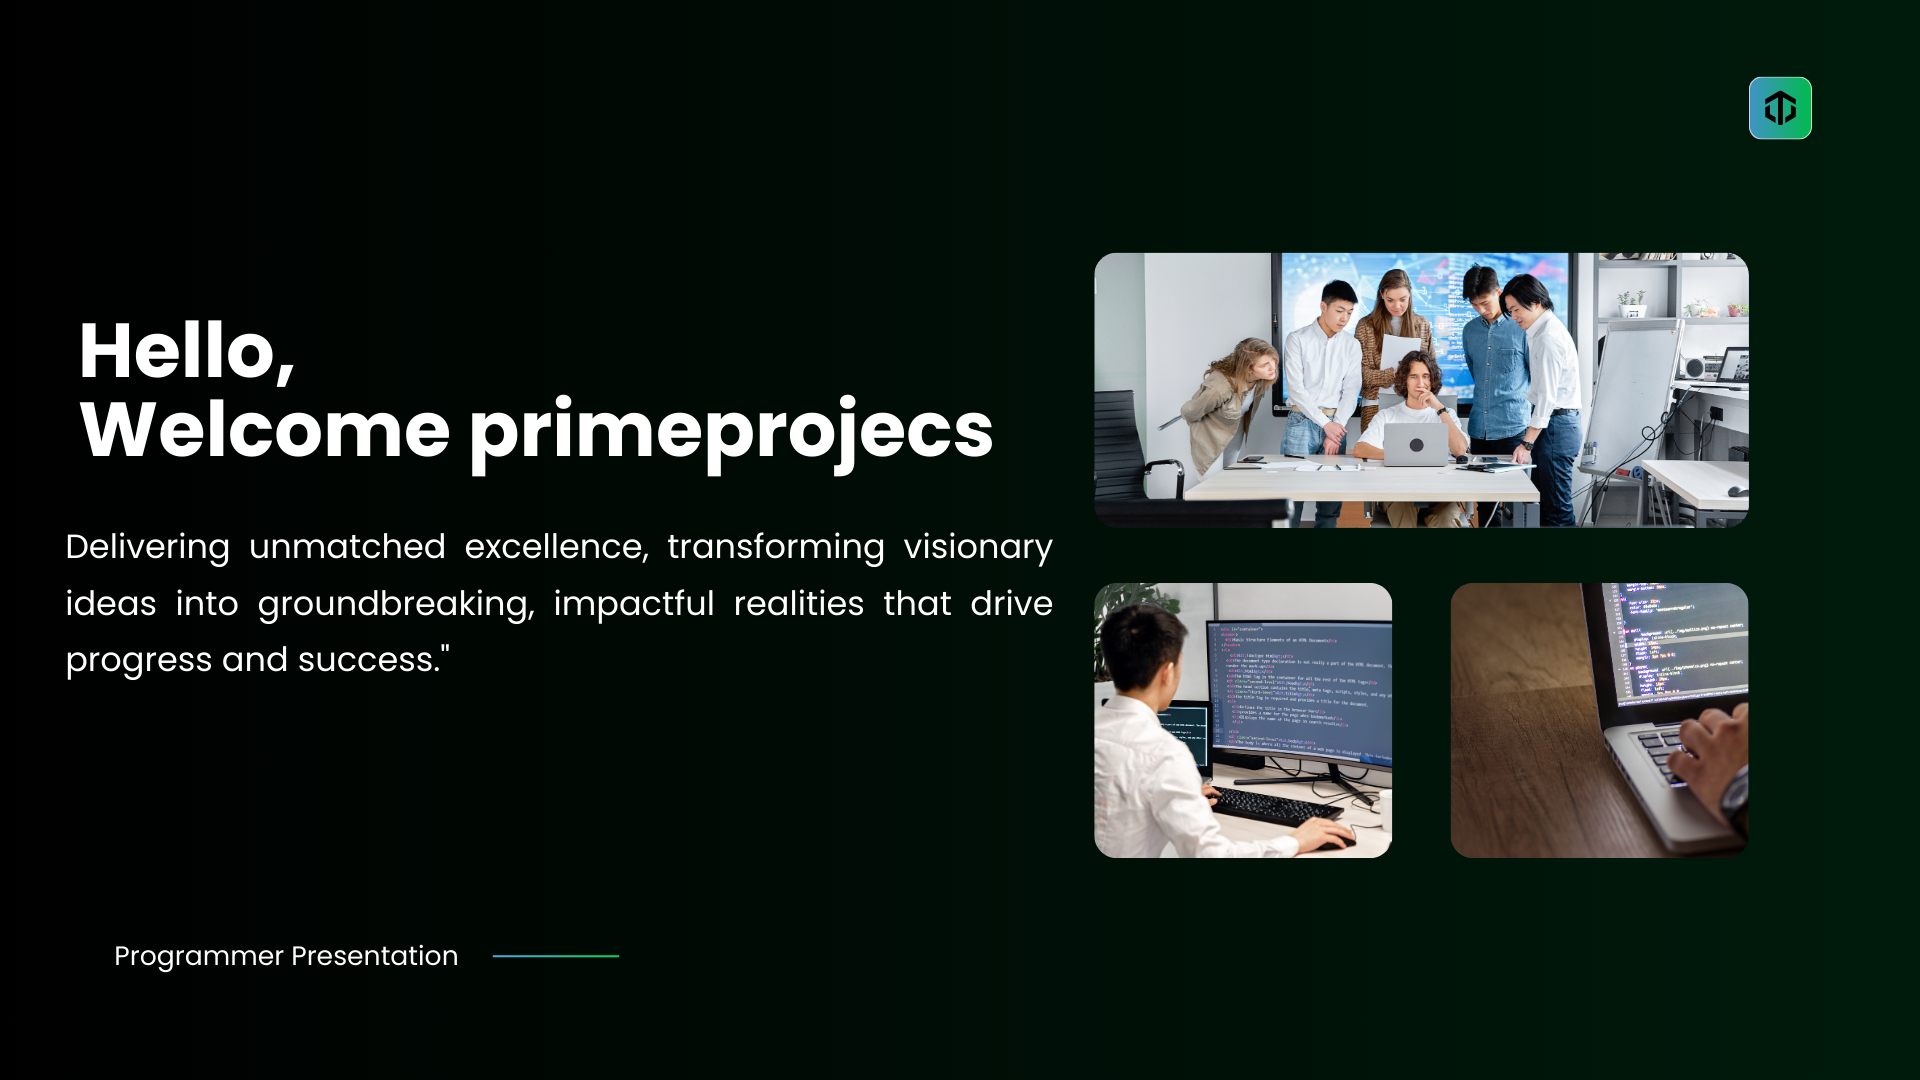 Hello,
Welcome primeprojecs
Delivering unmatched excellence, transforming visionary
ideas into groundbreaking, impactful realities that drive
progress and success."
Programmer Presentation